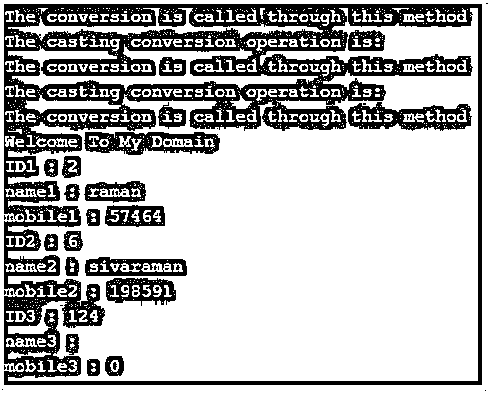 The conversion is called through this method
The casting conversion operation is:
The conversion is called through this method
The casting conversion operation is:
The conversion is called through this method
Welcome To My Domain
ID1 : 2
name1 : raman
mobile1 : 57464
ID2 : 6
name2 : sivaraman
mobile2 : 198591
ID3 : 124
name3 :
mobile3 : 0